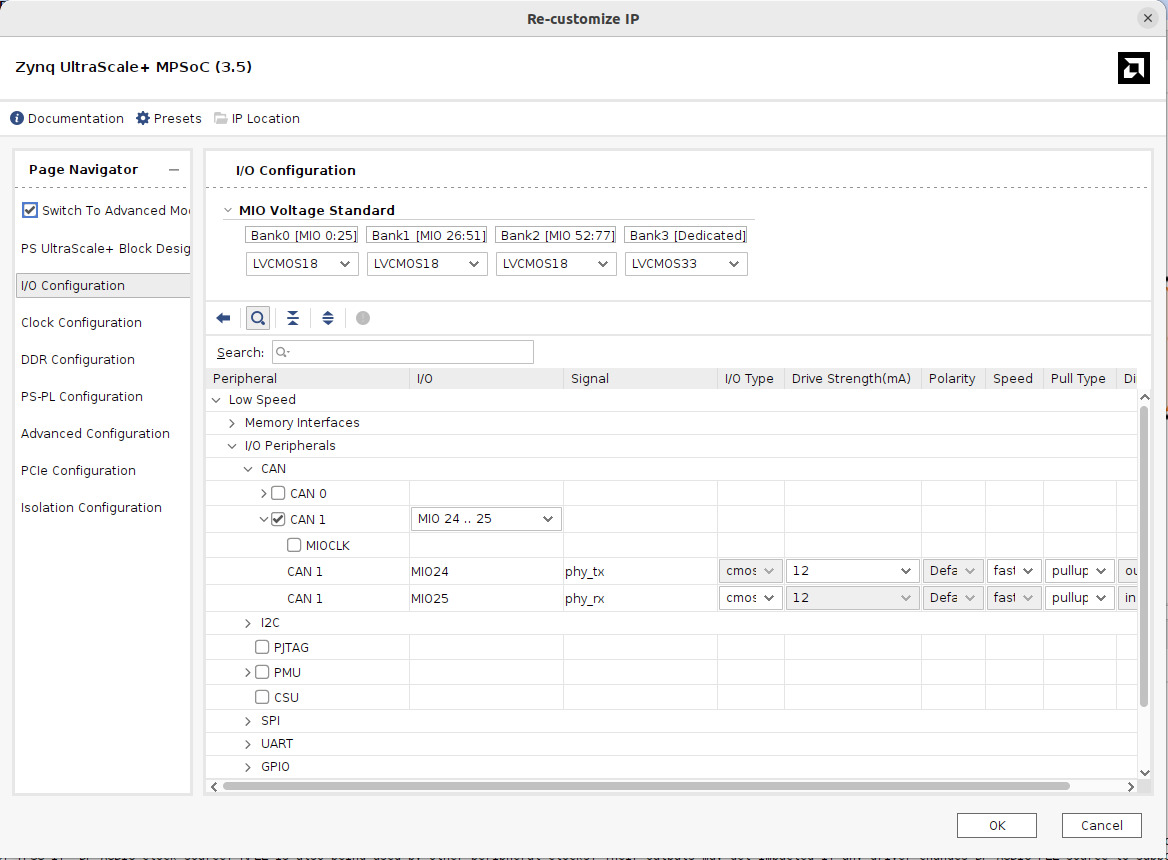 Re-customize IP
Zynq UltraScale+ MPSoC (3.5)
Documentation Presets IP Location
Page Navigator
Switch To Advanced Mo
PS UltraScale+ Block Desig
I/O Configuration
Clock Configuration
DDR Configuration
PS-PL Configuration
Advanced Configuration
PCIe Configuration
Isolation Configuration
I/O Configuration
MIO Voltage Standard
Bank0 [MIO 0:25] Bank1 [MIO 26:51] Bank2 [MIO 52:77] Bank3 [Dedicated]
LVCMOS18 LVCMOS18 LVCMOS18 LVCMOS33
Search:
Peripheral I/O Signal I/O Type Drive Strength(mA) Polarity Speed Pull Type Di
Low Speed
Memory Interfaces
I/O Peripherals
CAN
CAN 0
CAN 1 MIO 24 .. 25
MIOCLK
CAN 1 MIO24 phy_tx cmos 12 Defa fast pullup ou
CAN 1 MIO25 phy_rx cmos 12 Defa fast pullup in
I2C
PJTAG
PMU
CSU
SPI
UART
GPIO
OK Cancel